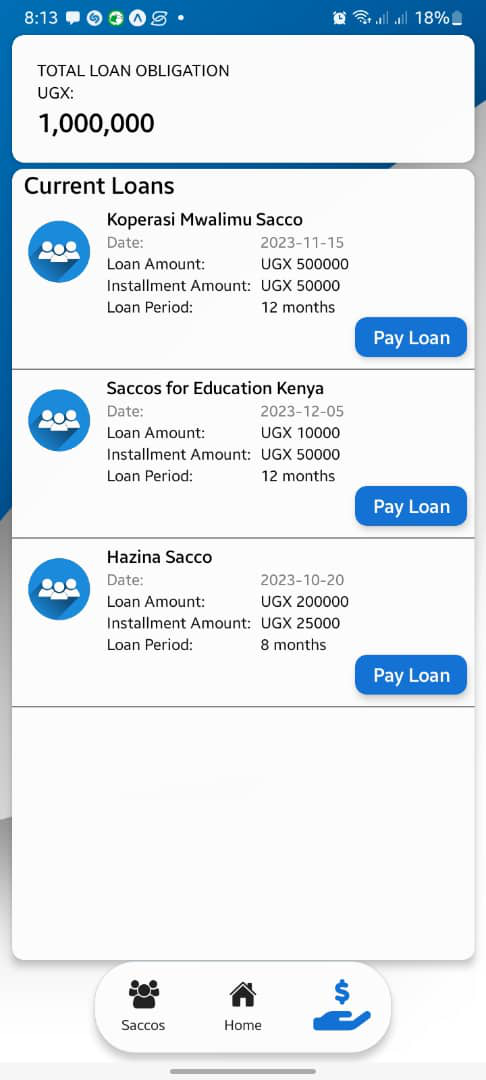 8:13
18%
TOTAL LOAN OBLIGATION
UGX:
1,000,000
Current Loans
Koperasi Mwalimu Sacco
Date: 2023-11-15
Loan Amount: UGX 500000
Installment Amount: UGX 50000
Loan Period: 12 months
Pay Loan
Saccos for Education Kenya
Date: 2023-12-05
Loan Amount: UGX 10000
Installment Amount: UGX 50000
Loan Period: 12 months
Pay Loan
Hazina Sacco
Date: 2023-10-20
Loan Amount: UGX 200000
Installment Amount: UGX 25000
Loan Period: 8 months
Pay Loan
$
Saccos Home